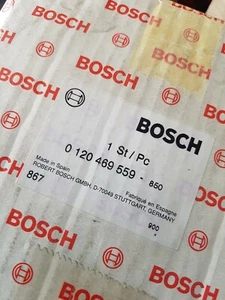 BOSCH
BOSCH
BOSCH
BOSCH
1 St / Pc
0 120 469 559 - 850
Made in Spain
Fabriqué en Espagne
ROBERT BOSCH GMBH, D-70049 STUTTGART, GERMANY
867
900
BOSCH
BOSCH
BOSCH
BOSCH